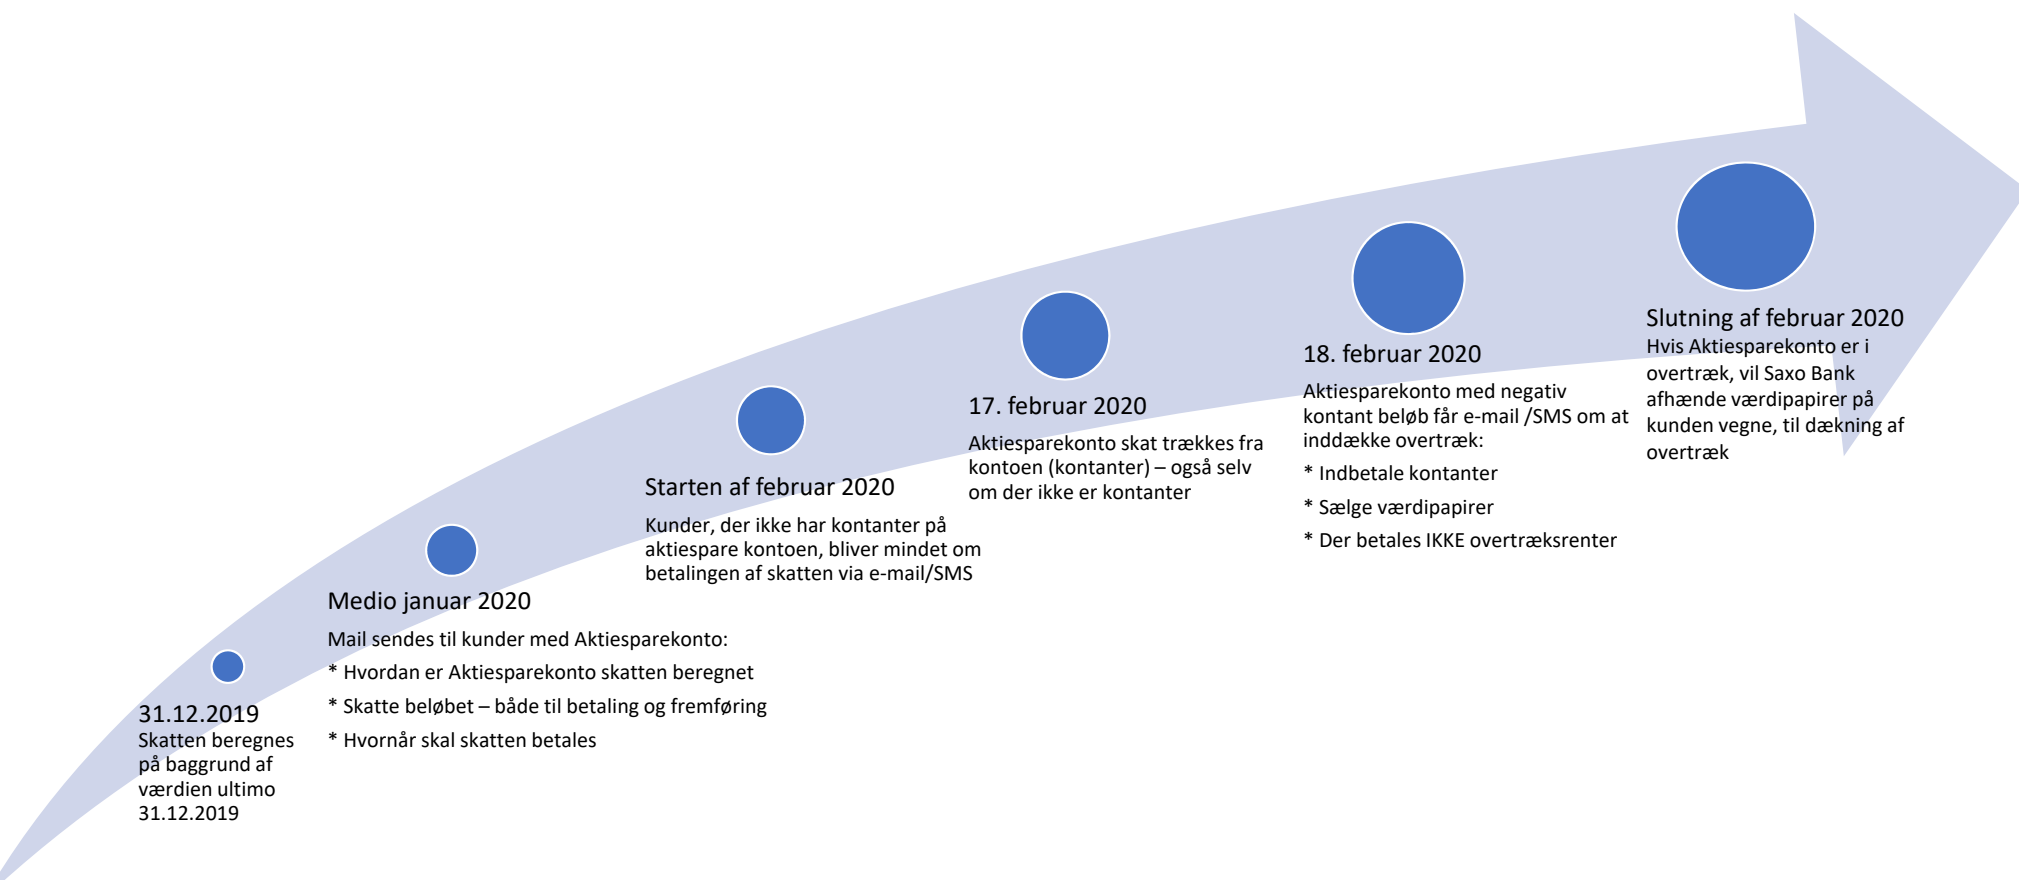 31.12.2019
Skatten beregnes
på baggrund af
værdien ultimo
31.12.2019
Medio januar 2020
Mail sendes til kunder med Aktiesparekonto:
* Hvordan er Aktiesparekonto skatten beregnet
* Skatte beløbet – både til betaling og fremføring
* Hvornår skal skatten betales
Starten af februar 2020
Kunder, der ikke har kontanter på
aktiespare kontoen, bliver mindet om
betalingen af skatten via e-mail/SMS
17. februar 2020
Aktiesparekonto skat trækkes fra
kontoen (kontanter) – også selv
om der ikke er kontanter
18. februar 2020
Aktiesparekonto med negativ
kontant beløb får e-mail /SMS om at
inddække overtræk:
* Indbetale kontanter
* Sælge værdipapirer
* Der betales IKKE overtræksrenter
Slutning af februar 2020
Hvis Aktiesparekonto er i
overtræk, vil Saxo Bank
afhænde værdipapirer på
kunden vegne, til dækning af
overtræk